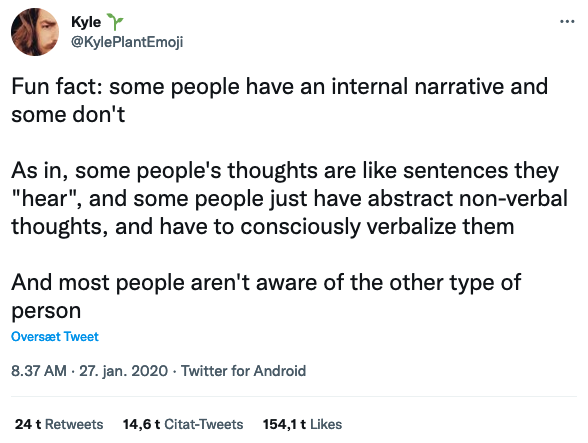 Kyle 🌱
@KylePlantEmoji
Fun fact: some people have an internal narrative and
some don't
As in, some people's thoughts are like sentences they
"hear", and some people just have abstract non-verbal
thoughts, and have to consciously verbalize them
And most people aren't aware of the other type of
person
Oversæt Tweet
8.37 AM · 27. jan. 2020 · Twitter for Android
24 t Retweets 14,6 t Citat-Tweets 154,1 t Likes